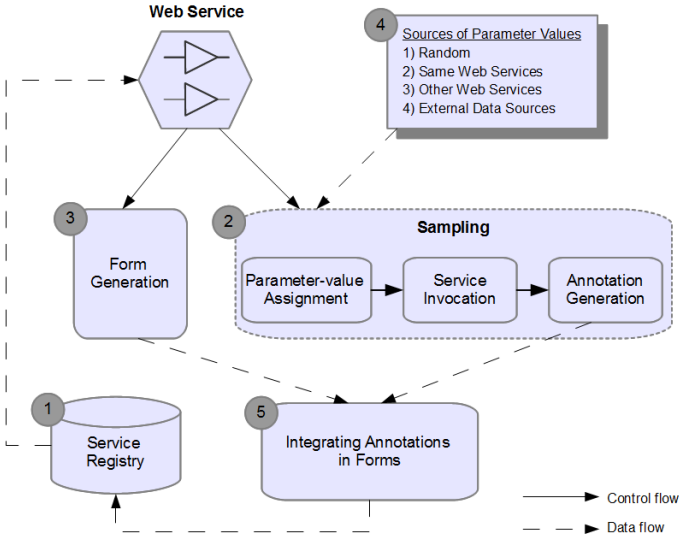 Web Service
4
Sources of Parameter Values
1) Random
2) Same Web Services
3) Other Web Services
4) External Data Sources
3
Form
Generation
2
Sampling
Parameter-value
Assignment
Service
Invocation
Annotation
Generation
1
Service
Registry
5
Integrating Annotations
in Forms
Control flow
Data flow